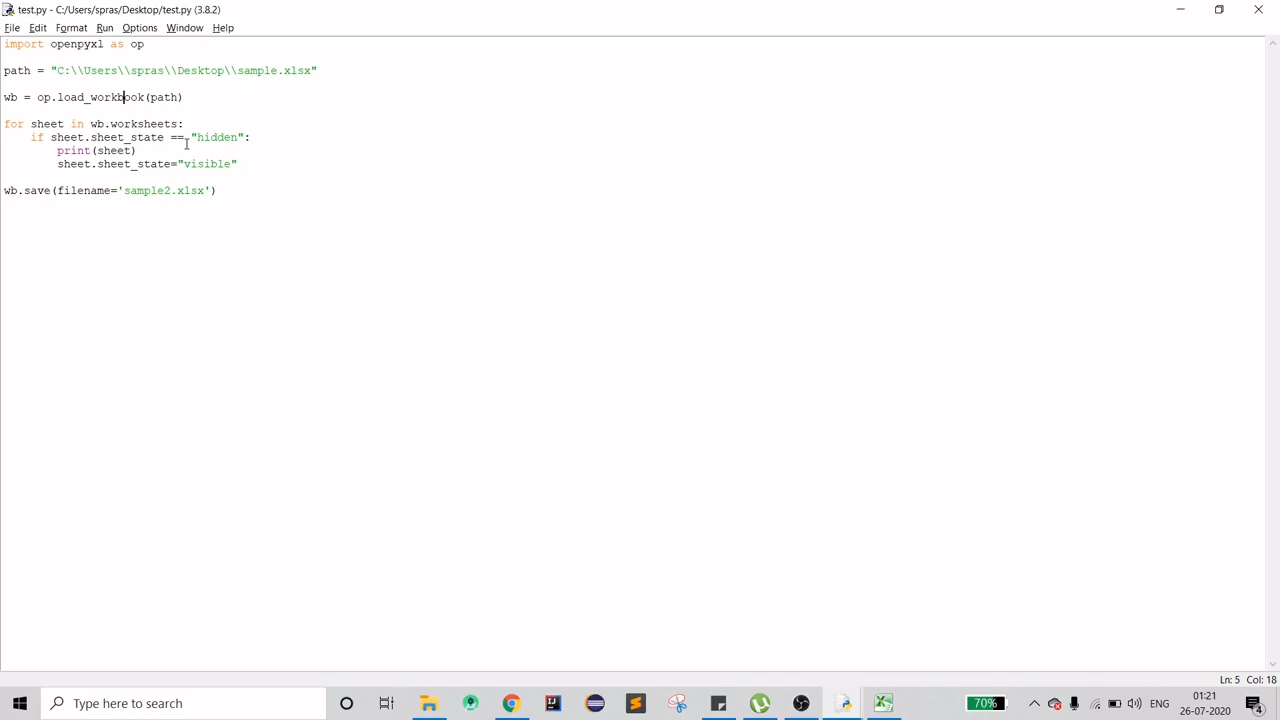 test.py - C:/Users/spras/Desktop/test.py (3.8.2)
File Edit Format Run Options Window Help
import openpyxl as op
path = "C:\\Users\\spras\\Desktop\\sample.xlsx"
wb = op.load_workbook(path)
for sheet in wb.worksheets:
    if sheet.sheet_state == "hidden":
        print(sheet)
        sheet.sheet_state="visible"
wb.save(filename='sample2.xlsx')
Ln: 5 Col: 18
Type here to search
70%
ENG
01:21
26-07-2020
4